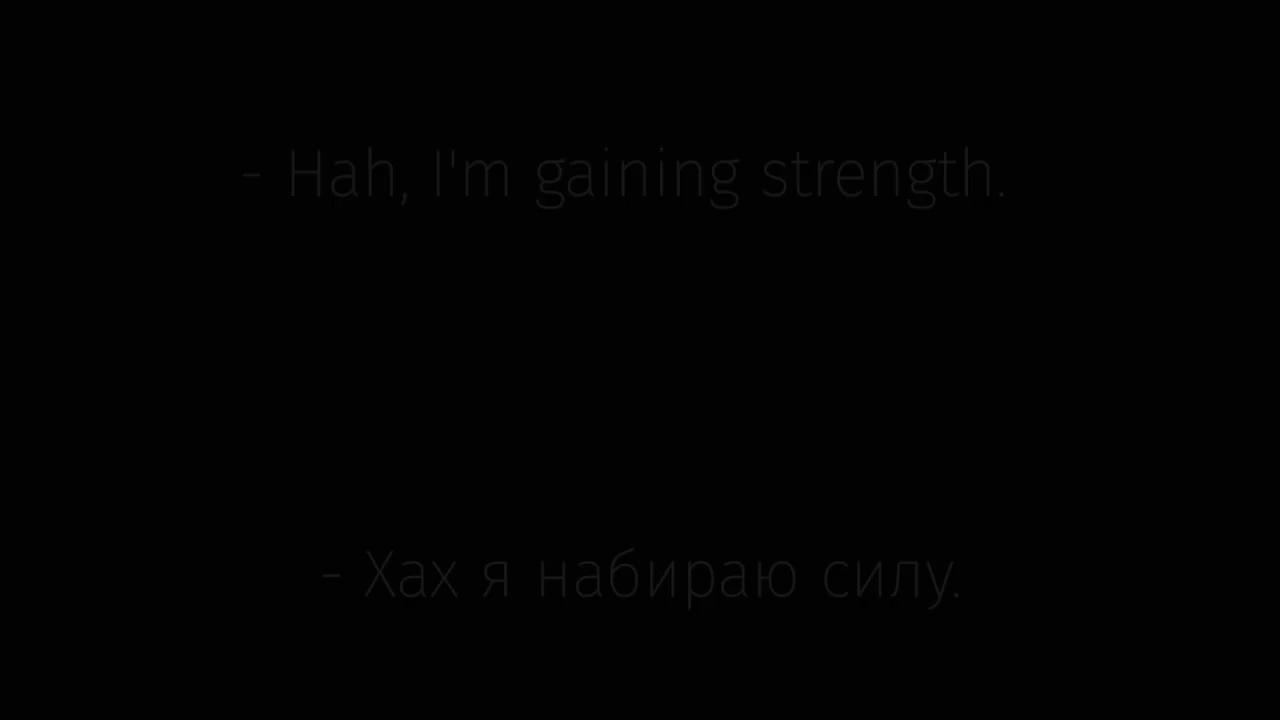 - Hah, I'm gaining strength.
- Хах я набираю силу.